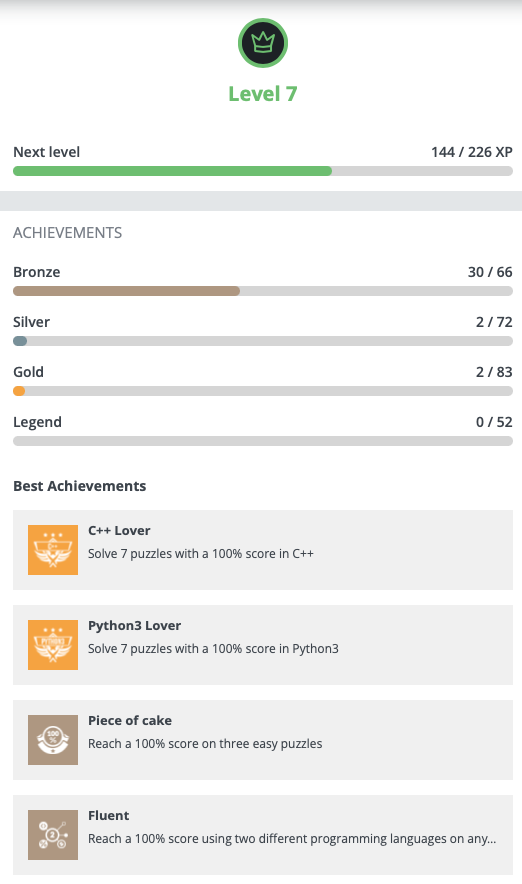 Level 7
Next level 144 / 226 XP
ACHIEVEMENTS
Bronze 30 / 66
Silver 2 / 72
Gold 2 / 83
Legend 0 / 52
Best Achievements
C++ Lover
Solve 7 puzzles with a 100% score in C++
Python3 Lover
Solve 7 puzzles with a 100% score in Python3
100
%
Piece of cake
Reach a 100% score on three easy puzzles
2
Fluent
Reach a 100% score using two different programming languages on any...